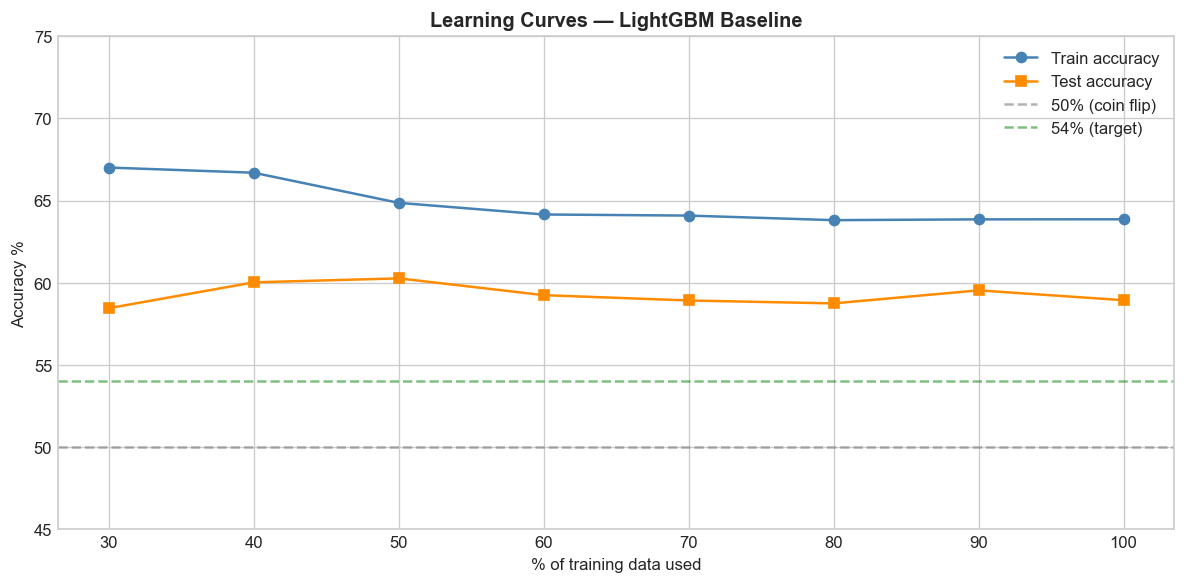 Learning Curves — LightGBM Baseline
Train accuracy
Test accuracy
50% (coin flip)
54% (target)
Accuracy %
75
70
65
60
55
50
45
30 40 50 60 70 80 90 100
% of training data used